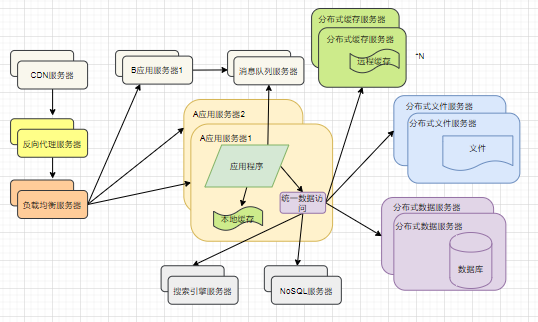 分布式缓存服务器
分布式缓存服务器
远程缓存
*N
CDN服务器
B应用服务器1
消息队列服务器
A应用服务器2
A应用服务器1
应用程序
反向代理服务器
分布式文件服务器
分布式文件服务器
文件
负载均衡服务器
统一数据访
问
本地缓存
分布式数据服务器
分布式数据服务器
数据库
搜索引擎服务器
NoSQL服务器